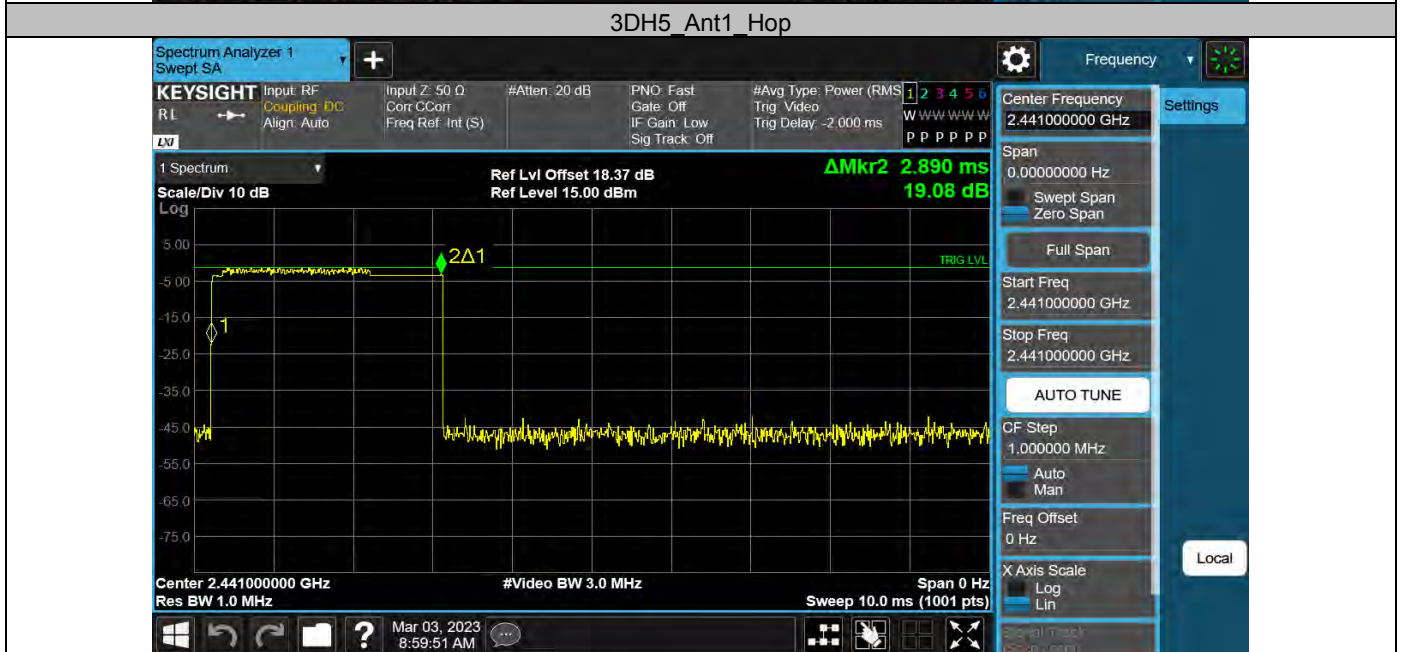 3DH5_Ant1_Hop
Spectrum Analyzer 1
Swept SA
Frequency
KEYSIGHT
RL
LXI
Input: RF
Coupling: DC
Align: Auto
Input Z: 50 Ω
Corr CCorr
Freq Ref: Int (S)
#Atten: 20 dB
PNO: Fast
Gate: Off
IF Gain: Low
Sig Track: Off
#Avg Type: Power (RMS
Trig: Video
Trig Delay: -2.000 ms
1 2 3 4 5 6
W W W W W W
P P P P P P
1 Spectrum
Scale/Div 10 dB
Log
Ref Lvl Offset 18.37 dB
Ref Level 15.00 dBm
ΔMkr2 2.890 ms
19.08 dB
5.00
-5.00
-15.0
-25.0
-35.0
-45.0
-55.0
-65.0
-75.0
2Δ1
1
TRIG LVL
Center 2.441000000 GHz
Res BW 1.0 MHz
#Video BW 3.0 MHz
Span 0 Hz
Sweep 10.0 ms (1001 pts)
Center Frequency
2.441000000 GHz
Settings
Span
0.00000000 Hz
Swept Span
Zero Span
Full Span
Start Freq
2.441000000 GHz
Stop Freq
2.441000000 GHz
AUTO TUNE
CF Step
1.000000 MHz
Auto
Man
Freq Offset
0 Hz
X Axis Scale
Log
Lin
Signal Track
Local
?
Mar 03, 2023
8:59:51 AM